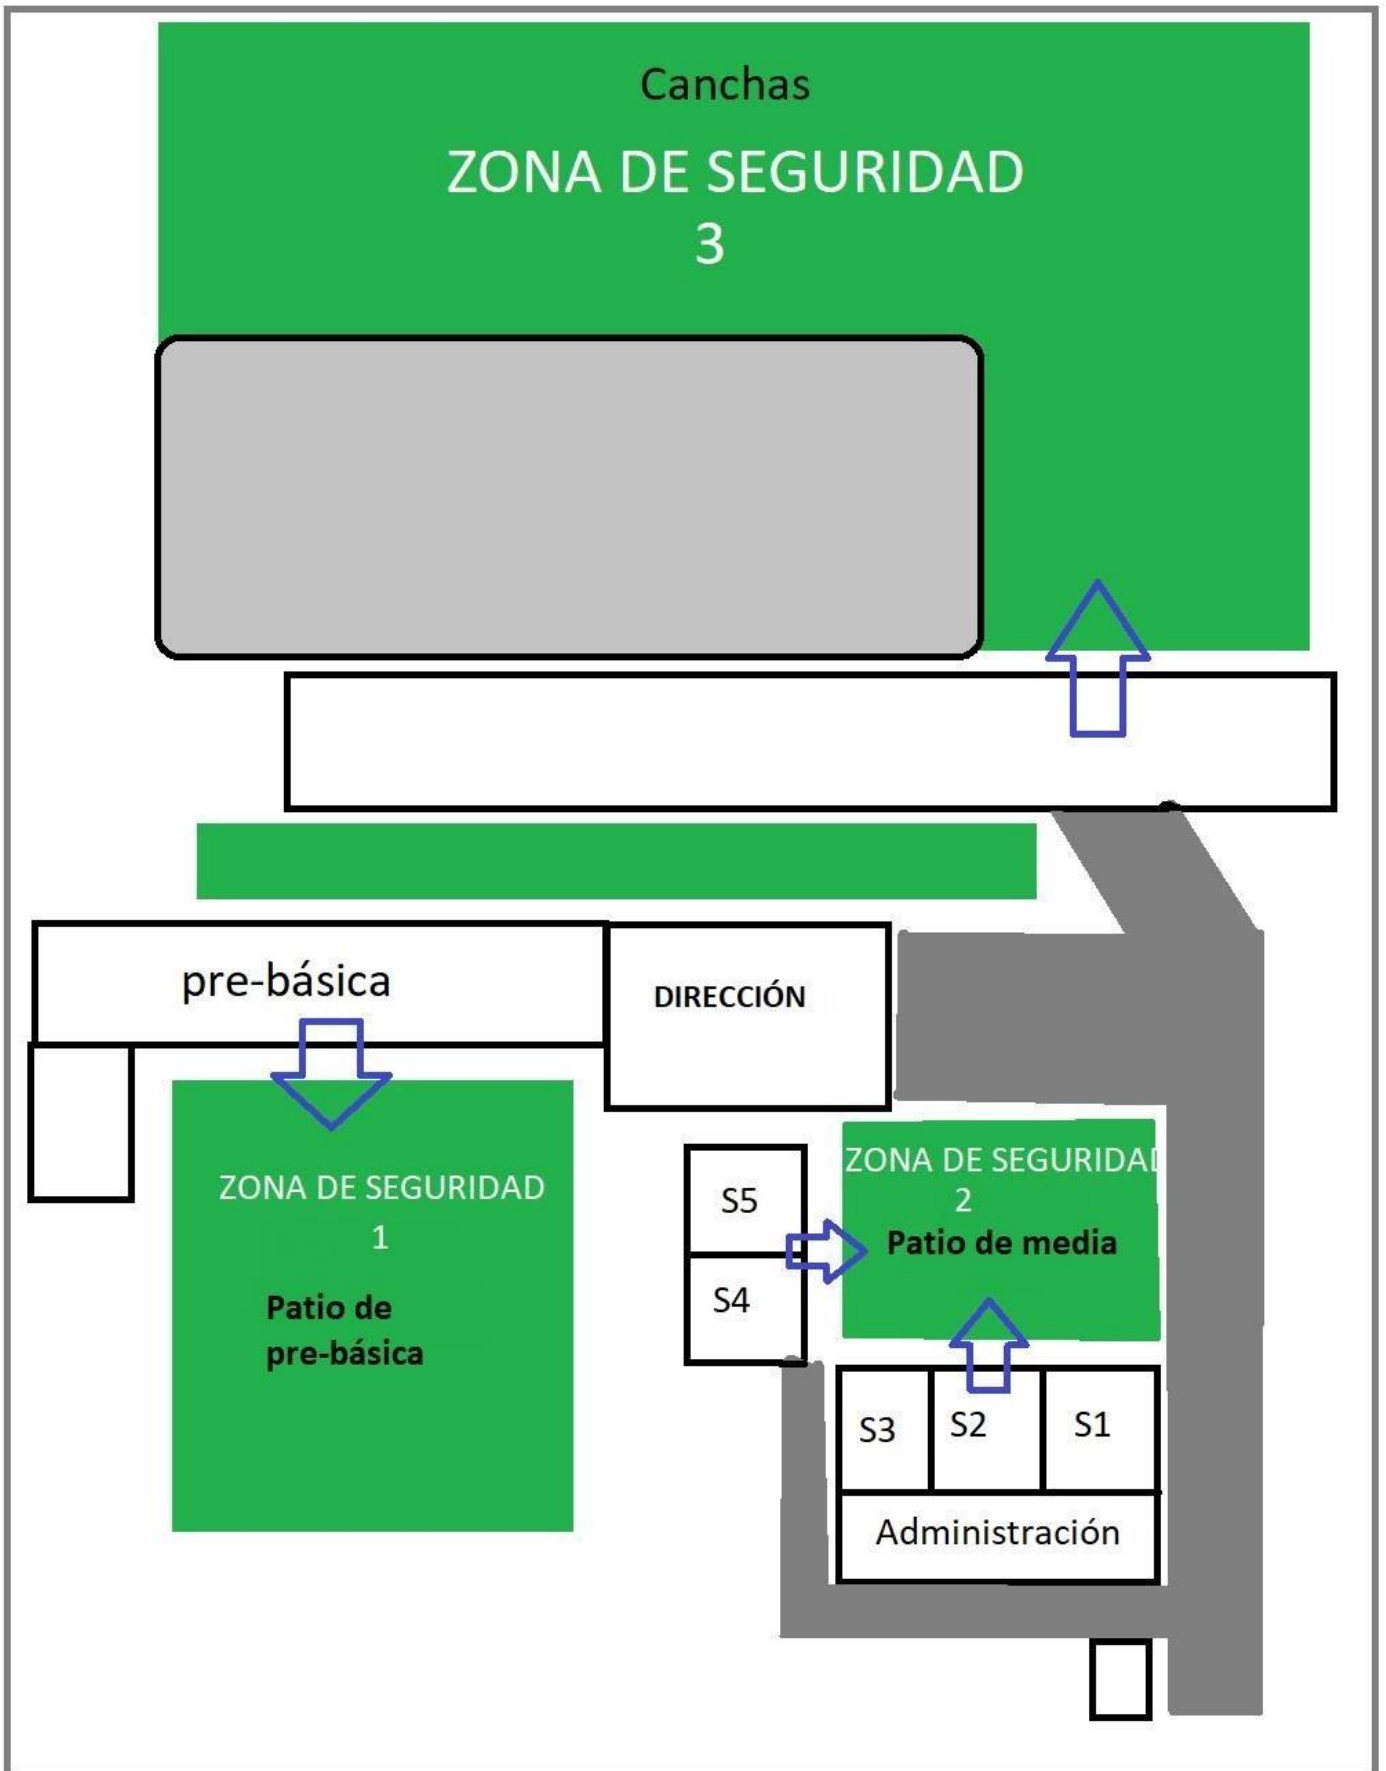 Canchas
ZONA DE SEGURIDAD
3
pre-básica
DIRECCIÓN
ZONA DE SEGURIDAD
1
Patio de
pre-básica
S5
S4
ZONA DE SEGURIDAD
2
Patio de media
S3
S2
S1
Administración